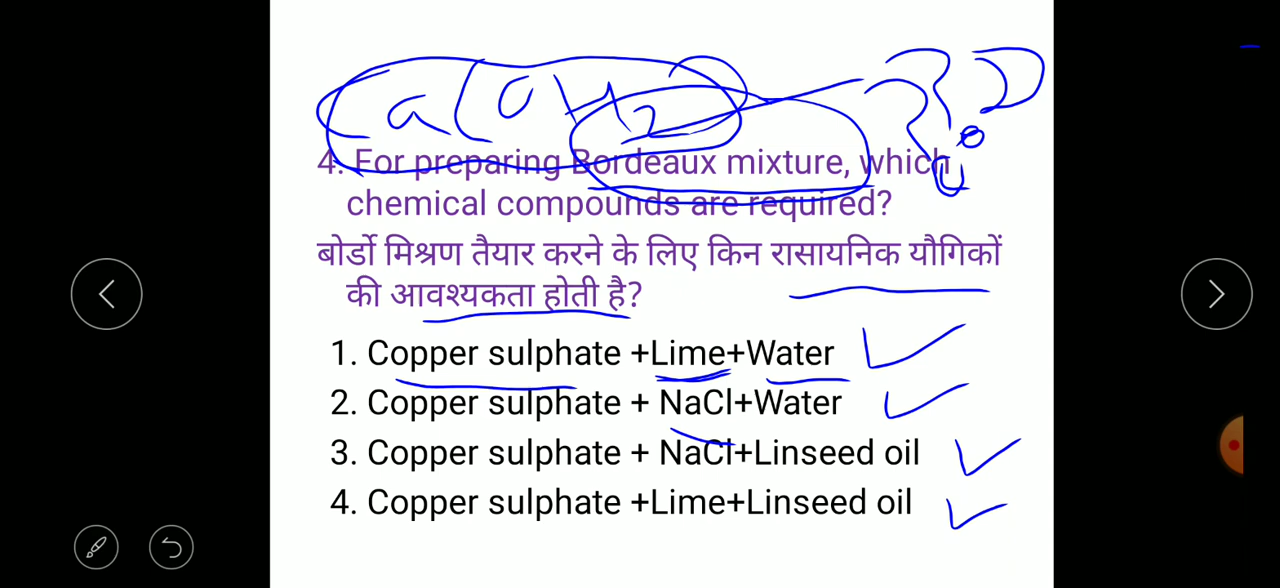 Ca(OH)2
4. For preparing Bordeaux mixture, which
chemical compounds are required?
बोर्डो मिश्रण तैयार करने के लिए किन रासायनिक यौगिकों
की आवश्यकता होती है?
1. Copper sulphate +Lime+Water
2. Copper sulphate + NaCl+Water
3. Copper sulphate + NaCl+Linseed oil
4. Copper sulphate +Lime+Linseed oil